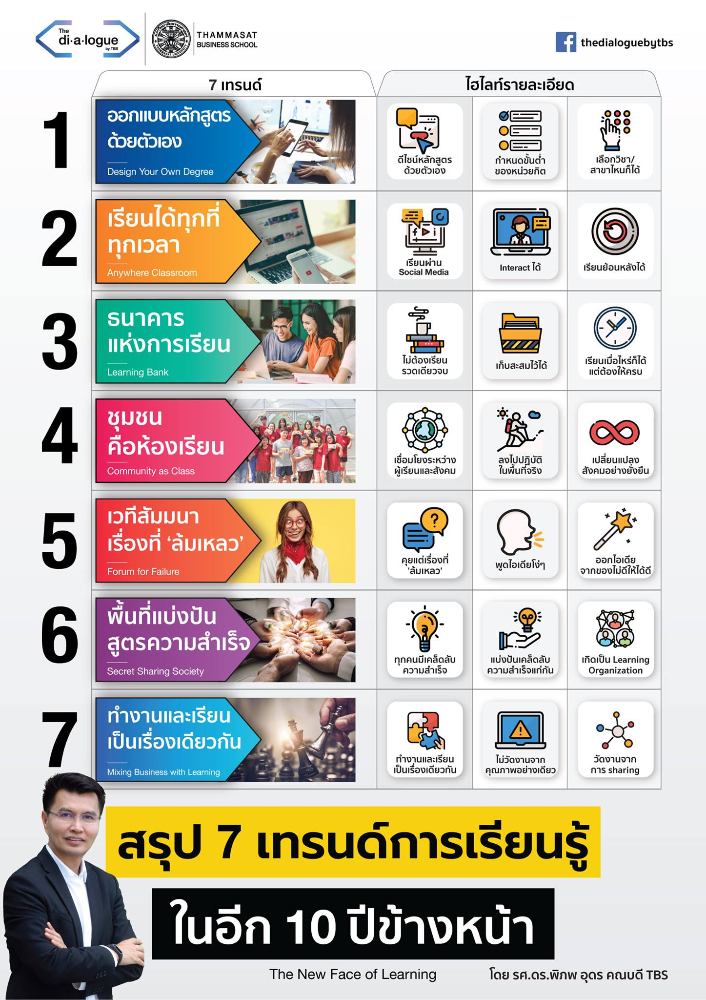 The
di·a·logue
by TBS
มหาวิทยาลัยธรรมศาสตร์
THAMMASAT UNIVERSITY
THAMMASAT
BUSINESS SCHOOL
thedialoguebytbs
7 เทรนด์
ไฮไลท์รายละเอียด
1
ออกแบบหลักสูตร
ด้วยตัวเอง
Design Your Own Degree
ดีไซน์หลักสูตร
ด้วยตัวเอง
กำหนดขั้นต่ำ
ของหน่วยกิต
เลือกวิชา/
สาขาไหนก็ได้
2
เรียนได้ทุกที่
ทุกเวลา
Anywhere Classroom
เรียนผ่าน
Social Media
Interact ได้
เรียนย้อนหลังได้
3
ธนาคาร
แห่งการเรียน
Learning Bank
ไม่ต้องเรียน
รวดเดียวจบ
เก็บสะสมไว้ได้
เรียนเมื่อไหร่ก็ได้
แต่ต้องให้ครบ
4
ชุมชน
คือห้องเรียน
Community as Class
เชื่อมโยงระหว่าง
ผู้เรียนและสังคม
ลงไปปฏิบัติ
ในพื้นที่จริง
เปลี่ยนแปลง
สังคมอย่างยั่งยืน
5
เวทีสัมมนา
เรื่องที่ ‘ล้มเหลว’
Forum for Failure
คุยแต่เรื่องที่
'ล้มเหลว'
พูดไอเดียโง่ๆ
ออกไอเดีย
จากของไม่ดีให้ได้ดี
6
พื้นที่แบ่งปัน
สูตรความสำเร็จ
Secret Sharing Society
ทุกคนมีเคล็ดลับ
ความสำเร็จ
แบ่งปันเคล็ดลับ
ความสำเร็จแก่กัน
เกิดเป็น Learning
Organization
7
ทำงานและเรียน
เป็นเรื่องเดียวกัน
Mixing Business with Learning
ทำงานและเรียน
เป็นเรื่องเดียวกัน
ไม่วัดงานจาก
คุณภาพอย่างเดียว
วัดงานจาก
การ sharing
สรุป 7 เทรนด์การเรียนรู้
ในอีก 10 ปีข้างหน้า
The New Face of Learning
โดย รศ.ดร.พิภพ อุดร คณบดี TBS